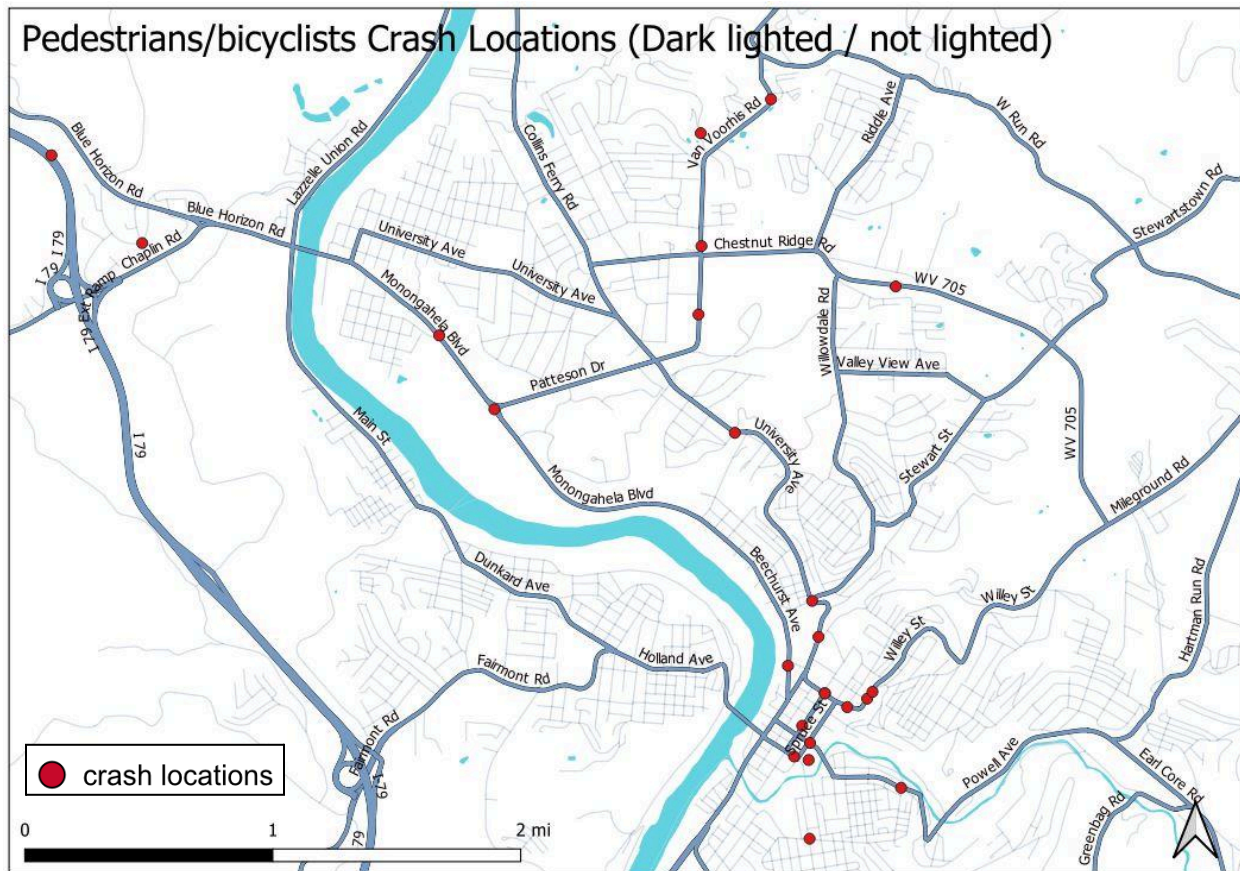 Pedestrians/bicyclists Crash Locations (Dark lighted / not lighted)
Blue Horizon Rd
Lazzelle Union Rd
Collins Ferry Rd
Van Voorhis Rd
Riddle Ave
W Run Rd
Stewartstown Rd
Blue Horizon Rd
University Ave
University Ave
Chestnut Ridge Rd
WV 705
I 79
I 79
Chaplin Rd
I 79 Ext Ramp
I 79
Monongahela Blvd
Patteson Dr
Willowdale Rd
Valley View Ave
Main St
I 79
University Ave
Stewart St
WV 705
Mileground Rd
Monongahela Blvd
Dunkard Ave
Beechurst Ave
Willey St
Willey St
Hartman Run Rd
Holland Ave
Fairmont Rd
Fairmont Rd
Spruce St
Powell Ave
Earl Core Rd
Greenbag Rd
I 79
79
crash locations
0 1 2 mi